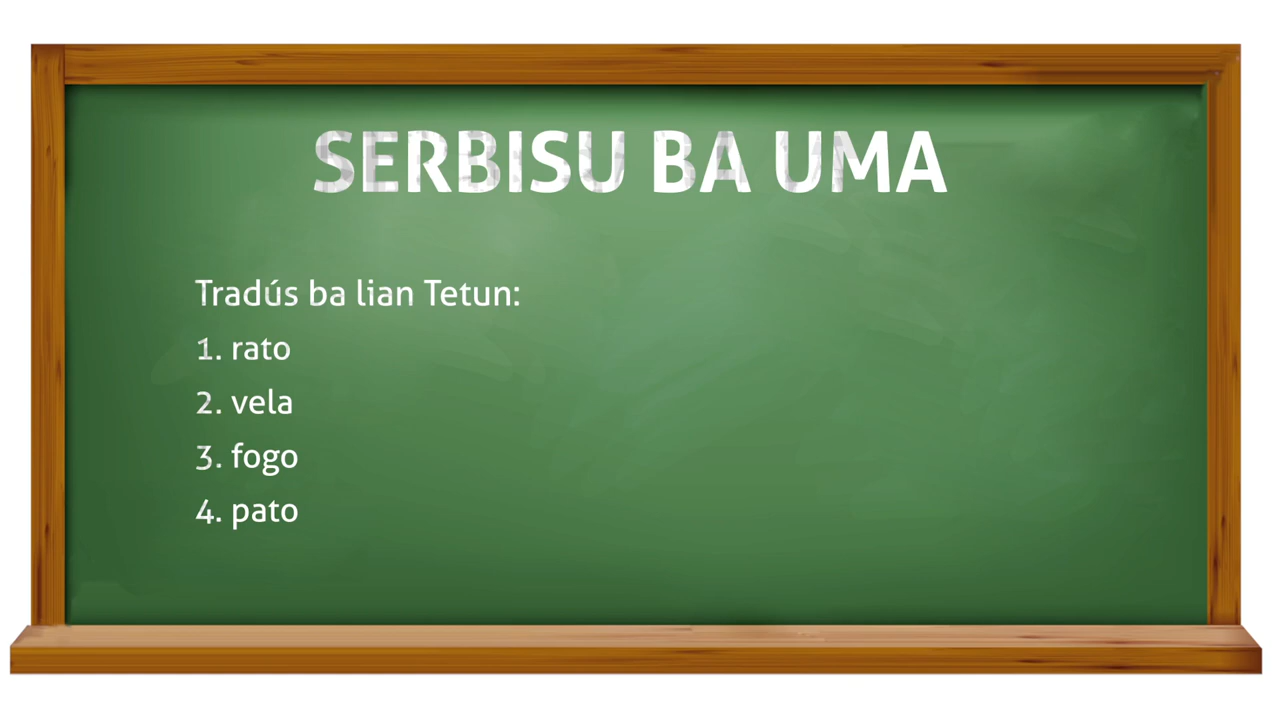 SERBISU BA UMA
Tradús ba lian Tetun:
1. rato
2. vela
3. fogo
4. pato